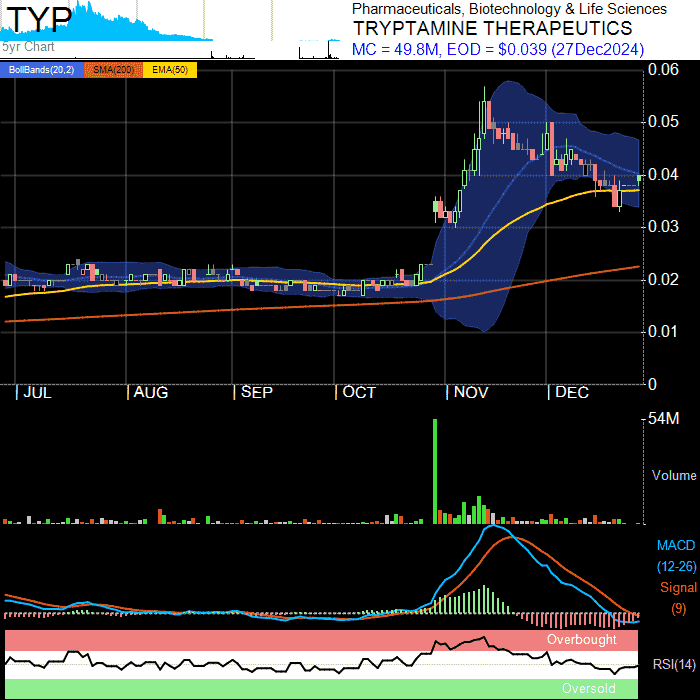 TYP
5yr Chart
Pharmaceuticals, Biotechnology & Life Sciences
TRYPTAMINE THERAPEUTICS
MC = 49.8M, EOD = $0.039 (27Dec2024)
BollBands(20,2) SMA(200) EMA(50)
0.06
0.05
0.04
0.03
0.02
0.01
0
JUL AUG SEP OCT NOV DEC
54M
Volume
MACD
(12-26)
Signal
(9)
Overbought
RSI(14)
Oversold